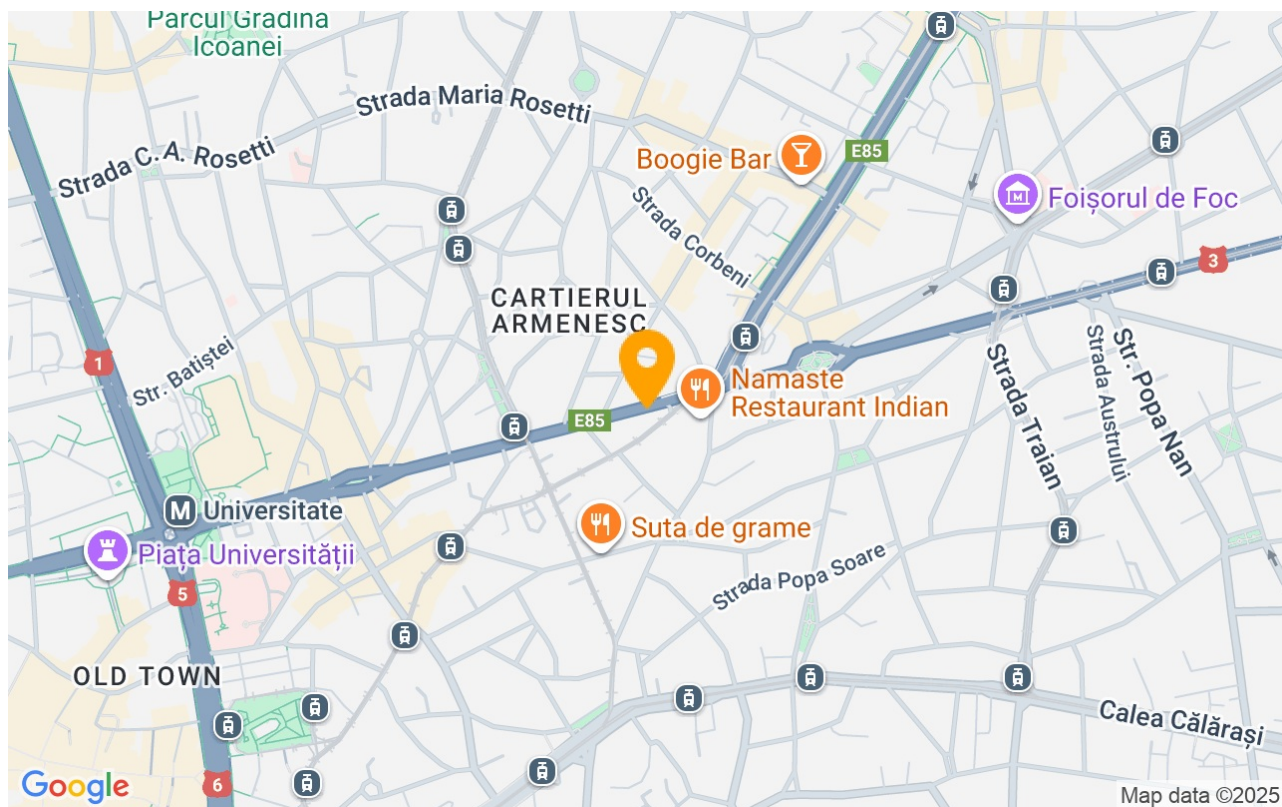 Parcul Grădina
Icoanei
Strada Maria Rosetti
Strada C. A. Rosetti
Boogie Bar
E85
Foișorul de Foc
Strada Corbeni
3
CARTIERUL
ARMENESC
1
Str. Batiștei
Namaste
Restaurant Indian
E85
Strada Traian
Strada Austrului
Str. Popa Nan
M
Universitate
Suta de grame
Piața Universității
Strada Popa Soare
5
OLD TOWN
Calea Călărași
6
Google
Map data ©2025